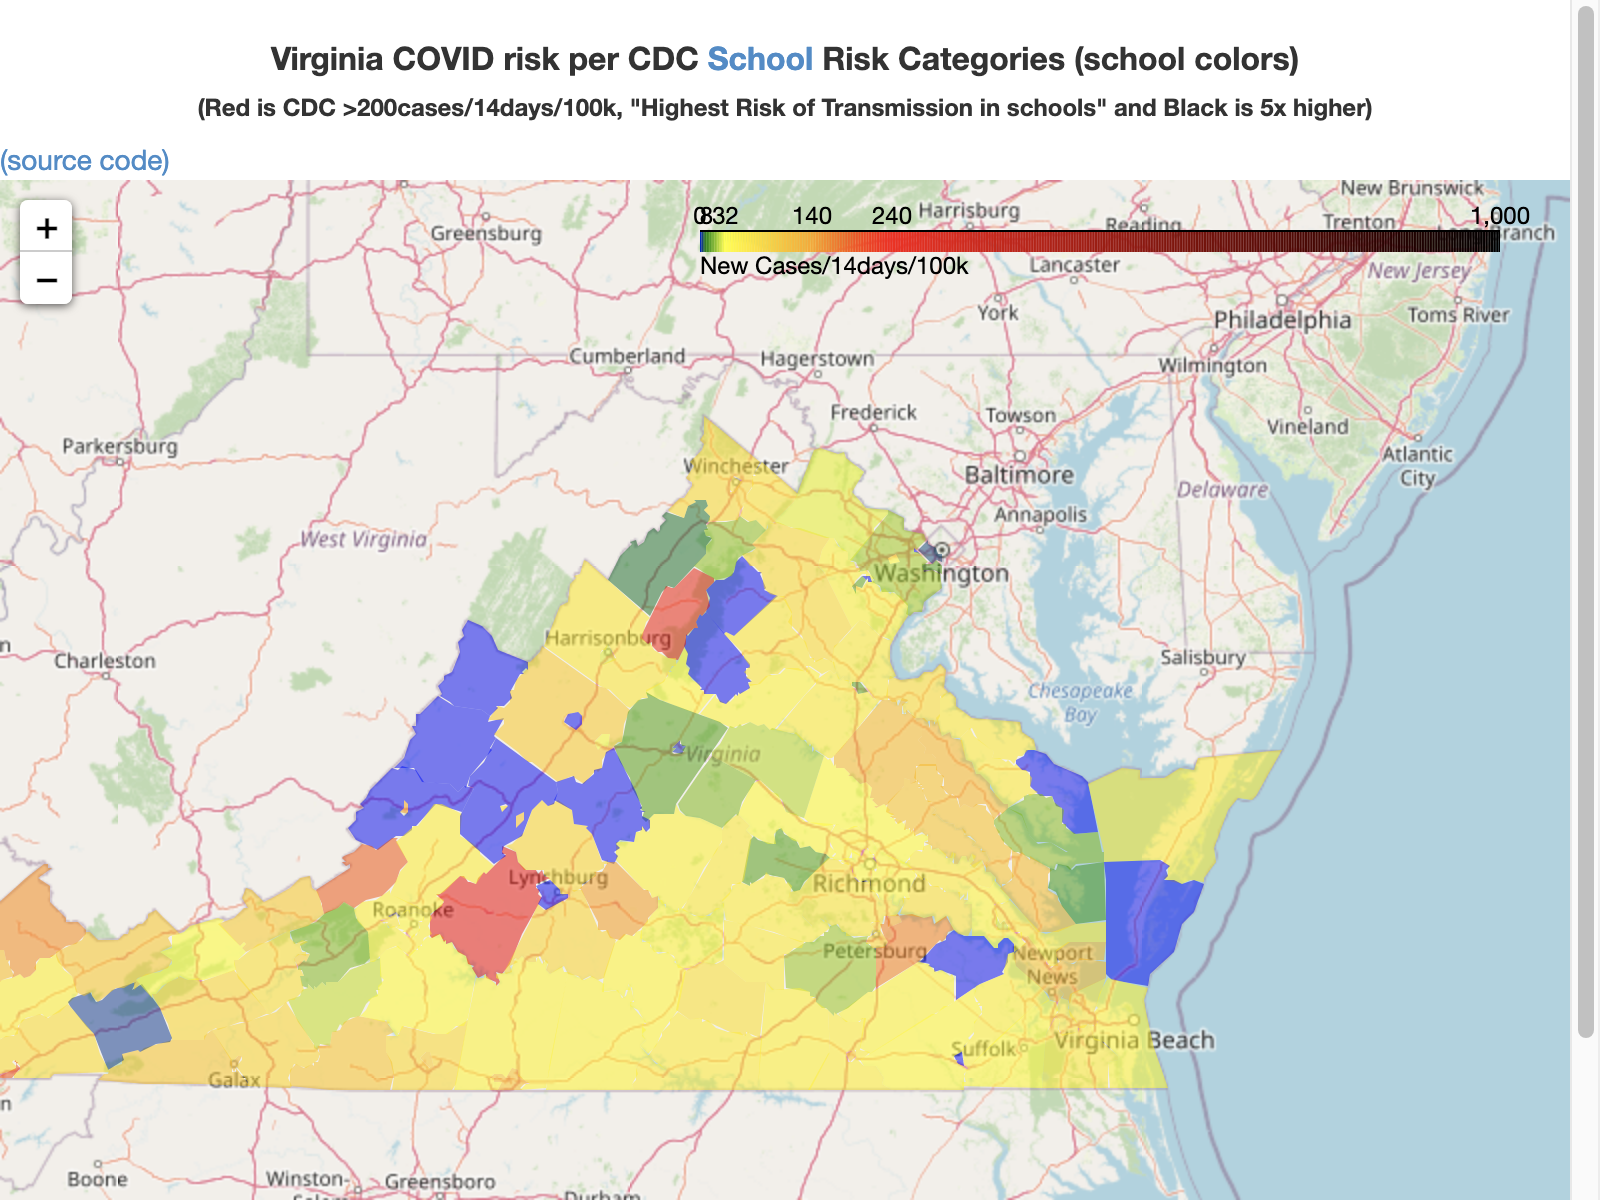 Virginia COVID risk per CDC School Risk Categories (school colors)
(Red is CDC >200cases/14days/100k, "Highest Risk of Transmission in schools" and Black is 5x higher)
(source code)
+
−
0 8 32 140 240 1,000
New Cases/14days/100k
New Brunswick
Harrisburg
Reading
Trenton
Branch
Greensburg
Lancaster
New Jersey
York
Philadelphia
Toms River
Cumberland
Hagerstown
Wilmington
Frederick
Towson
Vineland
Parkersburg
Winchester
Baltimore
Atlantic
City
Delaware
Annapolis
West Virginia
Washington
Harrisonburg
Charleston
Salisbury
Chesapeake
Bay
Virginia
Lynchburg
Richmond
Roanoke
Petersburg
Newport
News
Suffolk
Virginia Beach
Galax
Boone
Winston-
Greensboro
Durham